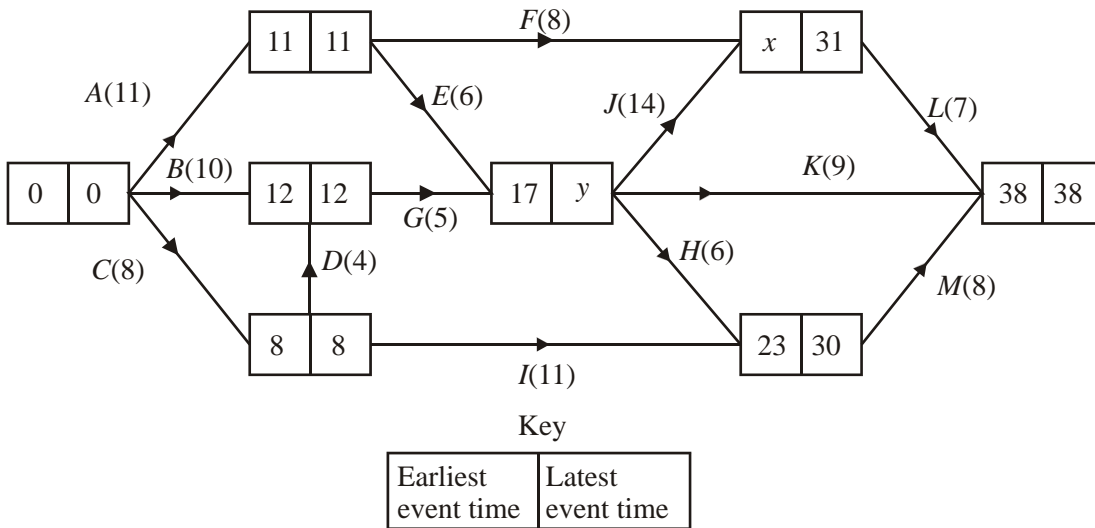 F(8)
11 11
x 31
A(11)
E(6)
J(14)
L(7)
B(10)
K(9)
0 0
12 12
17 y
38 38
G(5)
C(8)
D(4)
H(6)
M(8)
8 8
23 30
I(11)
Key
Earliest event time
Latest event time